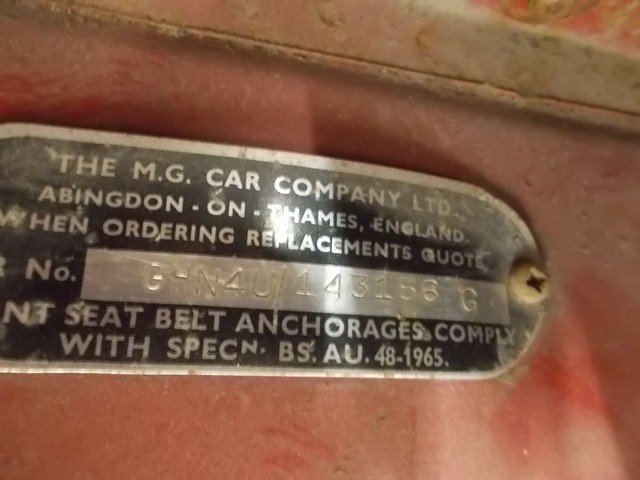 THE M.G. CAR COMPANY LTD.
ABINGDON - ON - THAMES, ENGLAND.
WHEN ORDERING REPLACEMENTS QUOTE
R No. GHN4U/143158 G
NT SEAT BELT ANCHORAGES COMPLY
WITH SPECN. BS. AU. 48-1965.